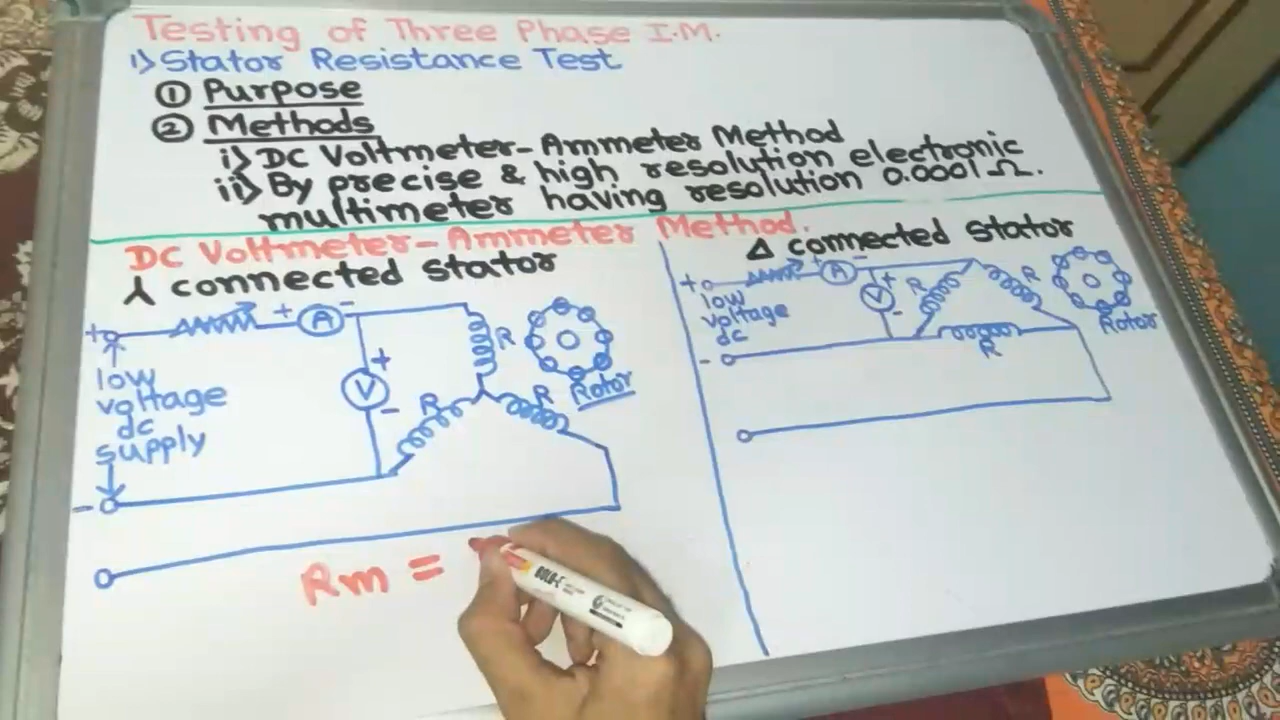 Testing of Three Phase I.M.
1) Stator Resistance Test
① Purpose
② Methods
i) DC Voltmeter-Ammeter Method
ii) By precise & high resolution electronic
multimeter having resolution 0.0001 Ω.
DC Voltmeter-Ammeter Method.
⅄ connected stator
+ A -
+
low
voltage
dc
supply
-
+
V
-
R
R
R
Rotor
Rm =
Δ connected stator
+ + A -
low
voltage
dc
-
+
V
-
R
R
R
Rotor
BOLD-E